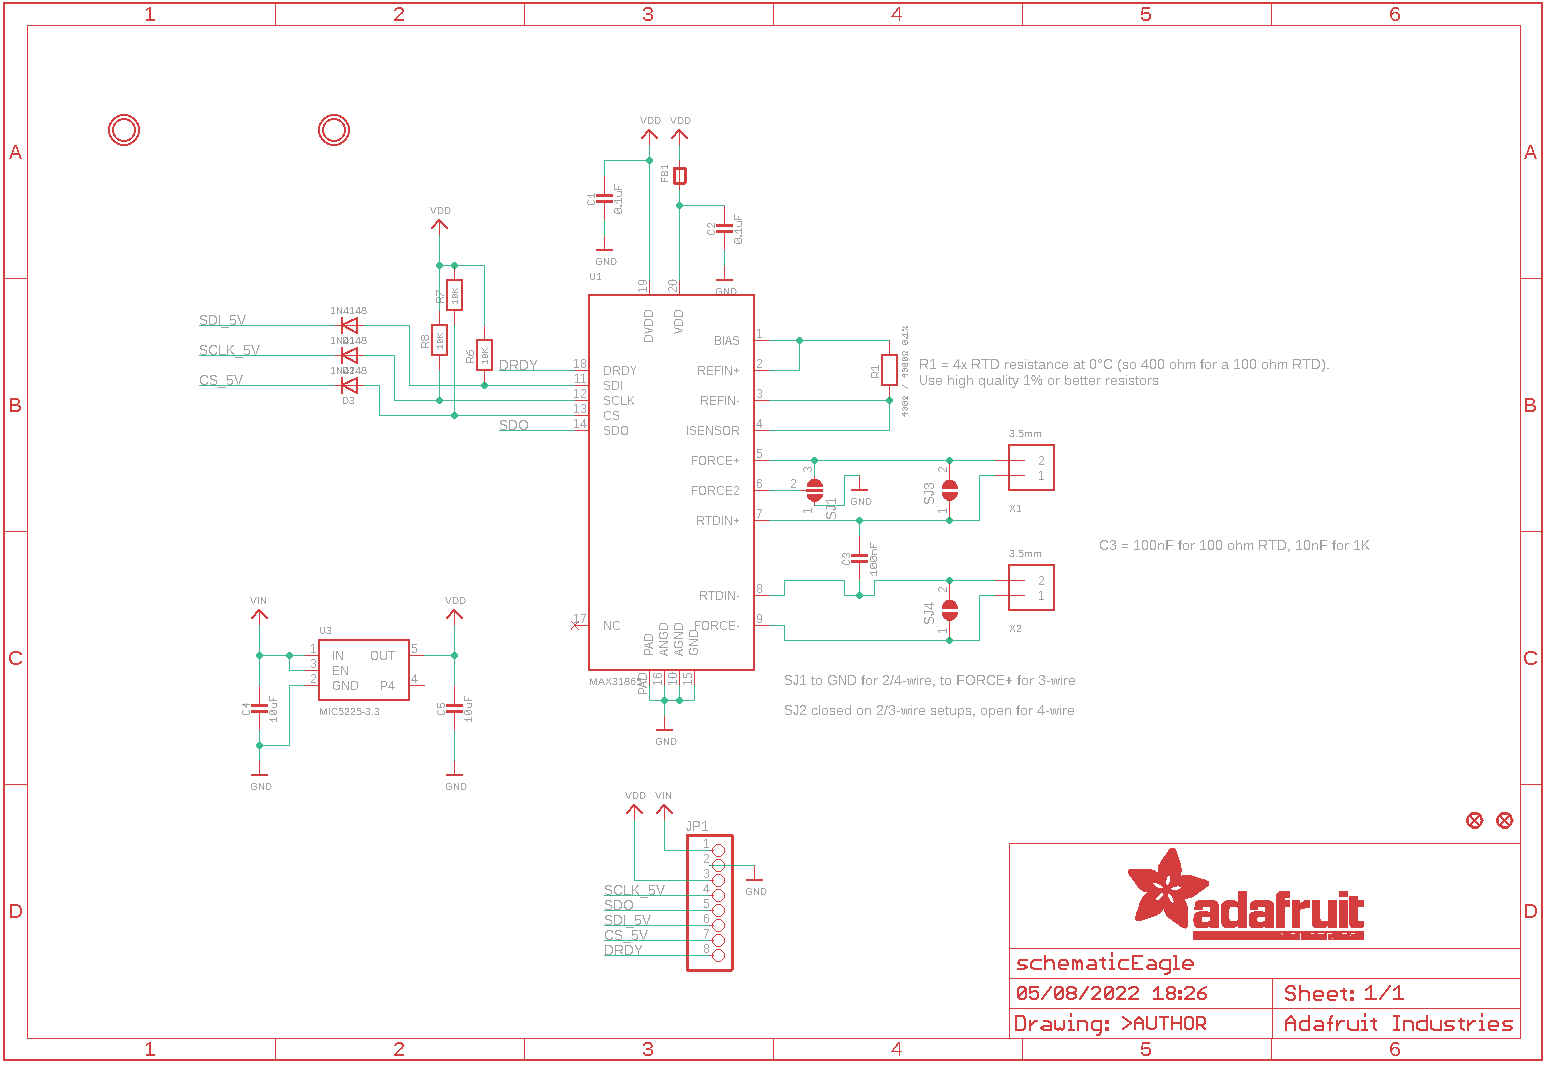 1 2 3 4 5 6
A A
B B
C C
D D
VDD
VDD
FB1
C1
0.1uF
GND
C2
0.1uF
GND
VDD
R7
10K
R8
10K
R6
10K
1N4148
SDI_5V
SCLK_5V
CS_5V
D3
DRDY
SDO
U1
19
20
DVDD
VDD
18 DRDY
11 SDI
12 SCLK
13 CS
14 SDO
17 NC
BIAS 1
REFIN+ 2
REFIN- 3
ISENSOR 4
FORCE+ 5
FORCE2 6
RTDIN+ 7
RTDIN- 8
FORCE- 9
PAD
ANGD
AGND
GND
PAD
16
10
15
MAX31865
GND
R1
R1 = 4x RTD resistance at 0°C (so 400 ohm for a 100 ohm RTD).
Use high quality 1% or better resistors
3
2
1
SJ1
GND
2
SJ3
1
3.5mm
2
1
X1
C3
100nF
C3 = 100nF for 100 ohm RTD, 10nF for 1K
2
SJ4
1
3.5mm
2
1
X2
SJ1 to GND for 2/4-wire, to FORCE+ for 3-wire
SJ2 closed on 2/3-wire setups, open for 4-wire
VIN
VDD
U3
1 IN OUT 5
3 EN
2 GND P4 4
MIC5225-3.3
C4
10uF
GND
C5
10uF
GND
VDD VIN
JP1
1
2
3
GND
SCLK_5V 4
SDO 5
SDI_5V 6
CS_5V 7
DRDY 8
adafruit
schematicEagle
05/08/2022 18:26
Sheet: 1/1
Drawing: >AUTHOR
Adafruit Industries
1 2 3 4 5 6